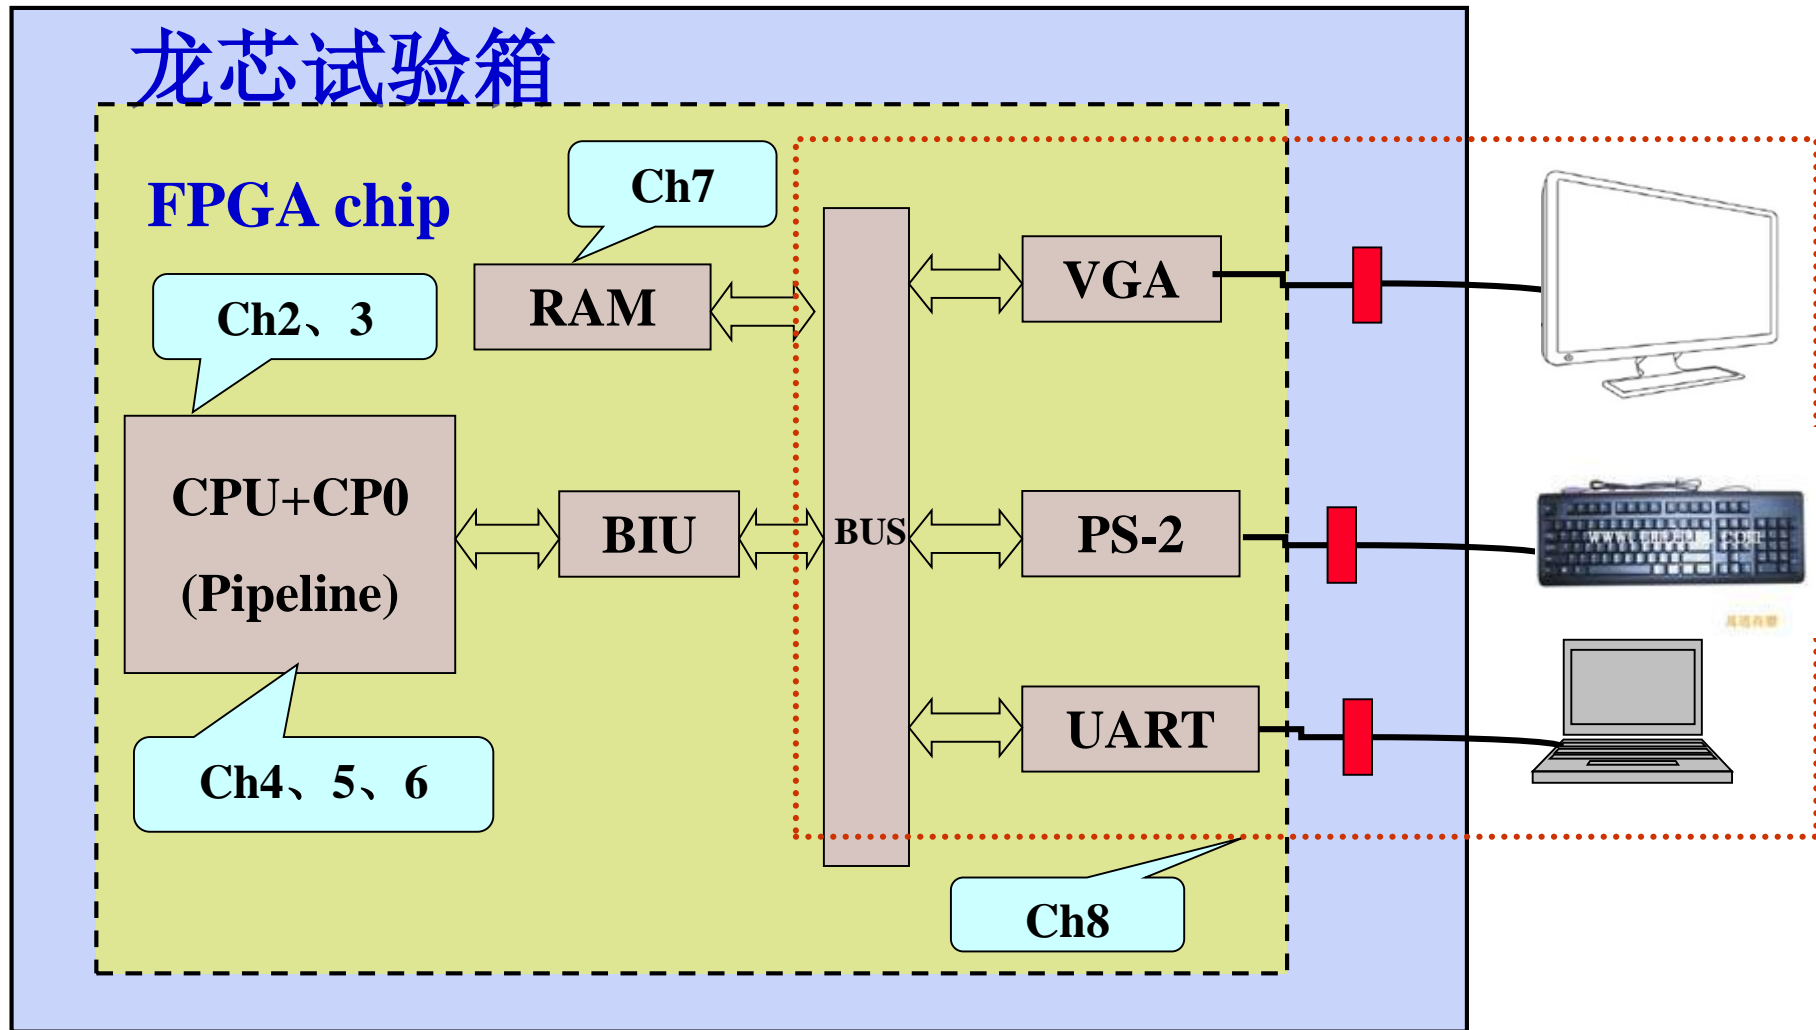 龙芯试验箱
FPGA chip
Ch7
RAM
VGA
Ch2、3
CPU+CP0
(Pipeline)
BIU
BUS
PS-2
UART
Ch4、5、6
Ch8